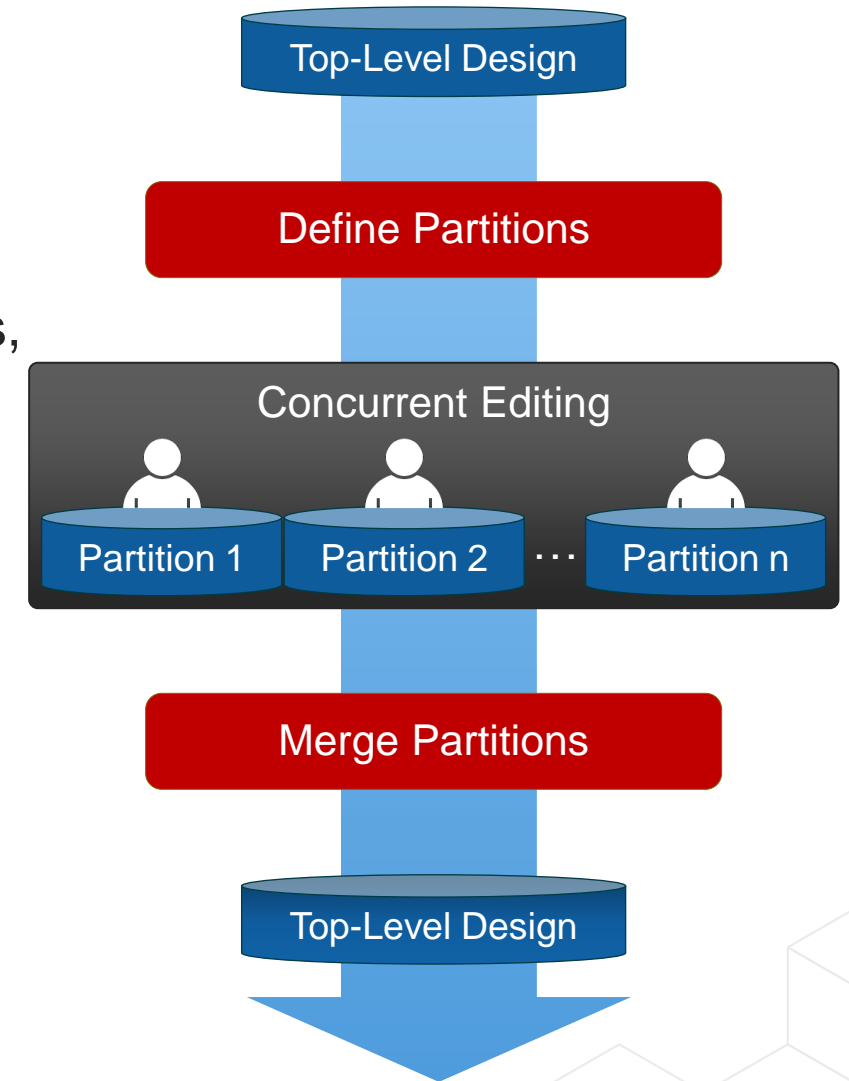 Top-Level Design
Define Partitions
s,
Concurrent Editing
Partition 1 Partition 2 ... Partition n
Merge Partitions
Top-Level Design